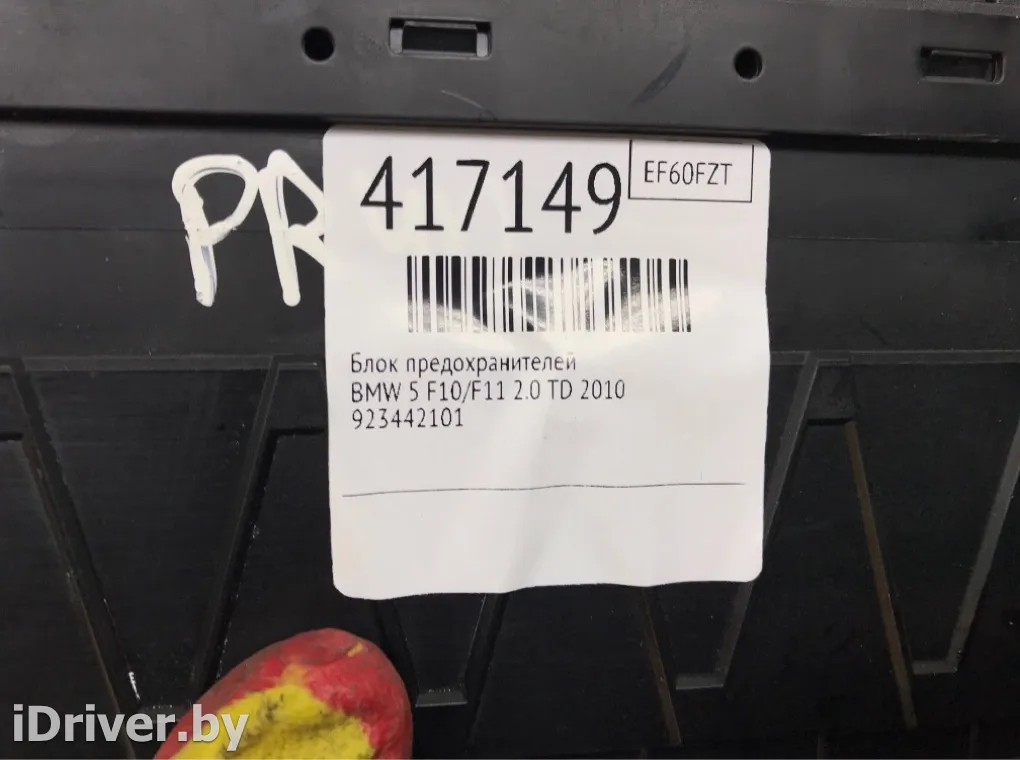 PR
417149
EF60FZT
Блок предохранителей
BMW 5 F10/F11 2.0 TD 2010
923442101
iDriver.by